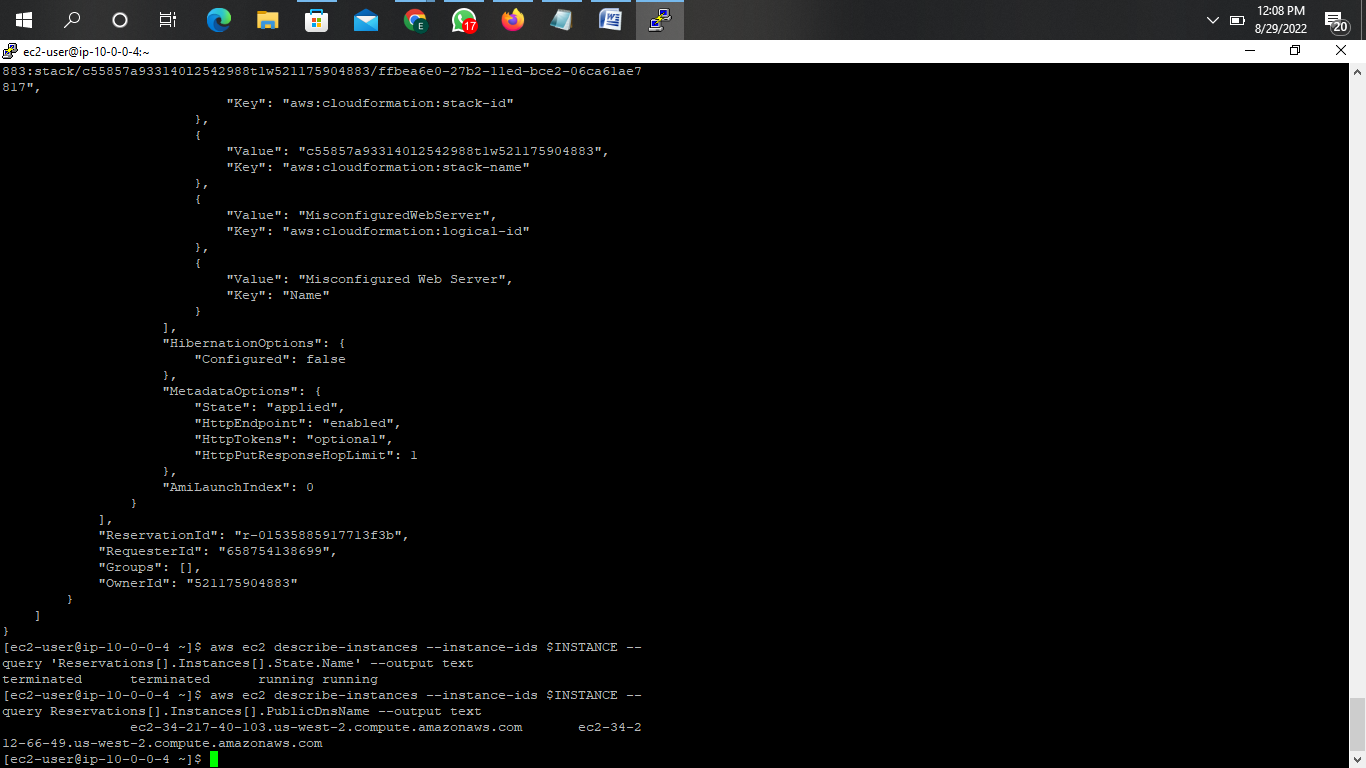 17
12:08 PM
8/29/2022
20
ec2-user@ip-10-0-0-4:~
883:stack/c55857a93314012542988t1w521175904883/ffbea6e0-27b2-11ed-bce2-06ca61ae7
817",
"Key": "aws:cloudformation:stack-id"
},
{
"Value": "c55857a93314012542988t1w521175904883",
"Key": "aws:cloudformation:stack-name"
},
{
"Value": "MisconfiguredWebServer",
"Key": "aws:cloudformation:logical-id"
},
{
"Value": "Misconfigured Web Server",
"Key": "Name"
}
],
"HibernationOptions": {
"Configured": false
},
"MetadataOptions": {
"State": "applied",
"HttpEndpoint": "enabled",
"HttpTokens": "optional",
"HttpPutResponseHopLimit": 1
},
"AmiLaunchIndex": 0
}
],
"ReservationId": "r-01535885917713f3b",
"RequesterId": "658754138699",
"Groups": [],
"OwnerId": "521175904883"
}
]
}
[ec2-user@ip-10-0-0-4 ~]$ aws ec2 describe-instances --instance-ids $INSTANCE --
query 'Reservations[].Instances[].State.Name' --output text
terminated terminated running running
[ec2-user@ip-10-0-0-4 ~]$ aws ec2 describe-instances --instance-ids $INSTANCE --
query Reservations[].Instances[].PublicDnsName --output text
ec2-34-217-40-103.us-west-2.compute.amazonaws.com ec2-34-2
12-66-49.us-west-2.compute.amazonaws.com
[ec2-user@ip-10-0-0-4 ~]$